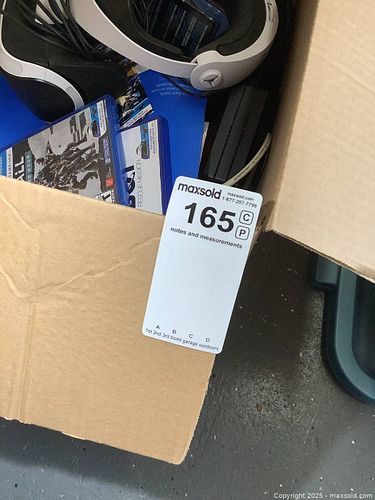 maxsold
maxsold.com
1-877-257-7799
165
C
P
notes and measurements
A B C D
1st 2nd 3rd bsmt garage outdoors
Copyright 2025 - maxsold.com